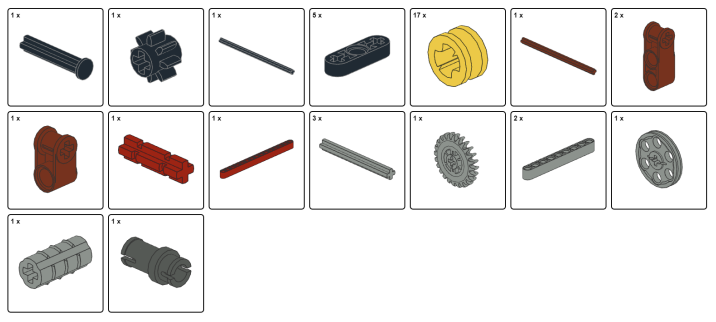 1 x 1 x 1 x 5 x 17 x 1 x 2 x
1 x 1 x 1 x 3 x 1 x 2 x 1 x
1 x 1 x